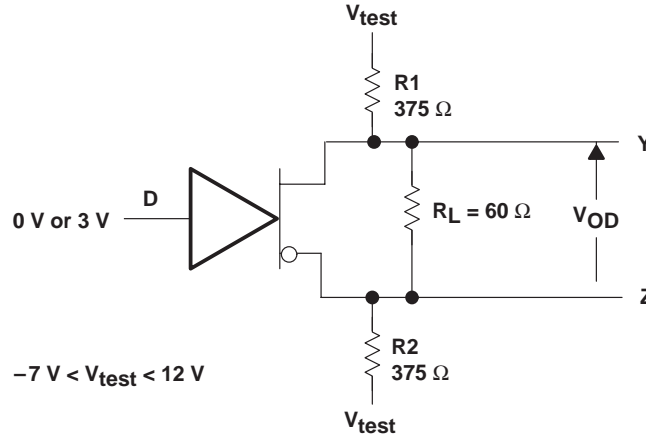 Vtest
R1
375 Ω
Y
D
0 V or 3 V
RL = 60 Ω
VOD
Z
R2
375 Ω
−7 V < Vtest < 12 V
Vtest